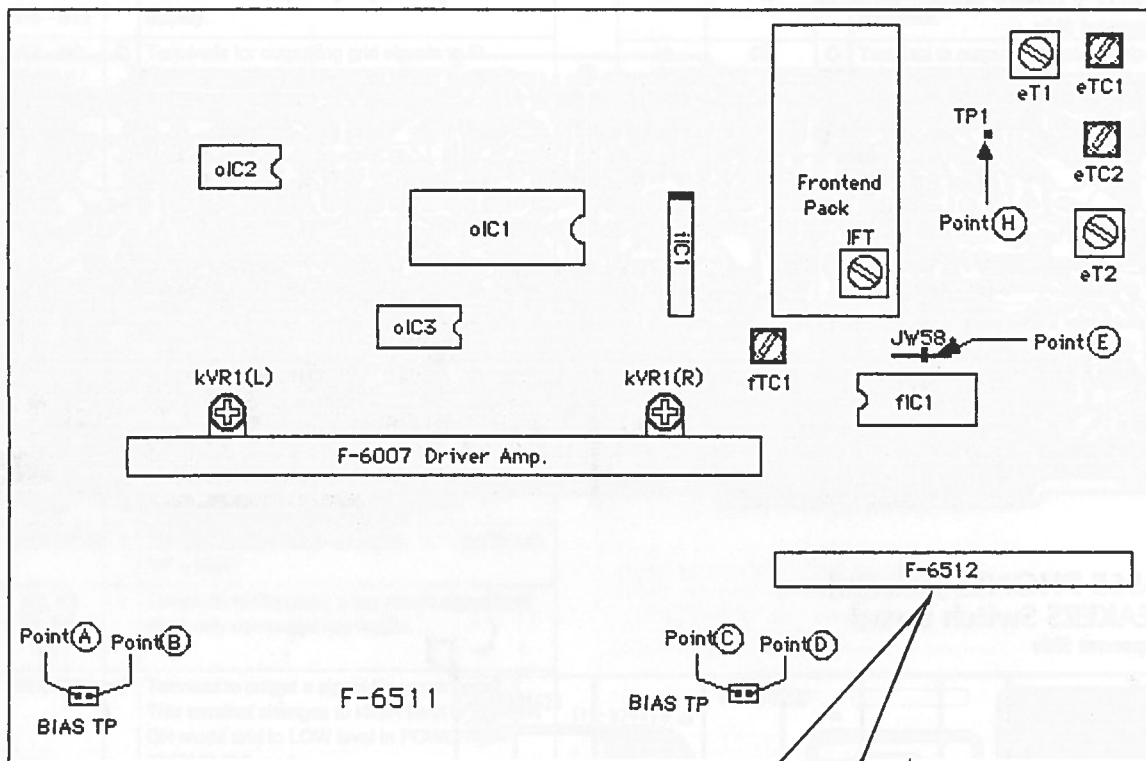 eT1
eTC1
TP1
eTC2
oIC2
Frontend
Pack
oIC1
iIC1
Point(H)
IFT
eT2
oIC3
JW58
Point(E)
kVR1(L)
kVR1(R)
fTC1
fIC1
F-6007 Driver Amp.
F-6512
Point(A) Point(B)
Point(C) Point(D)
F-6511
BIAS TP
BIAS TP